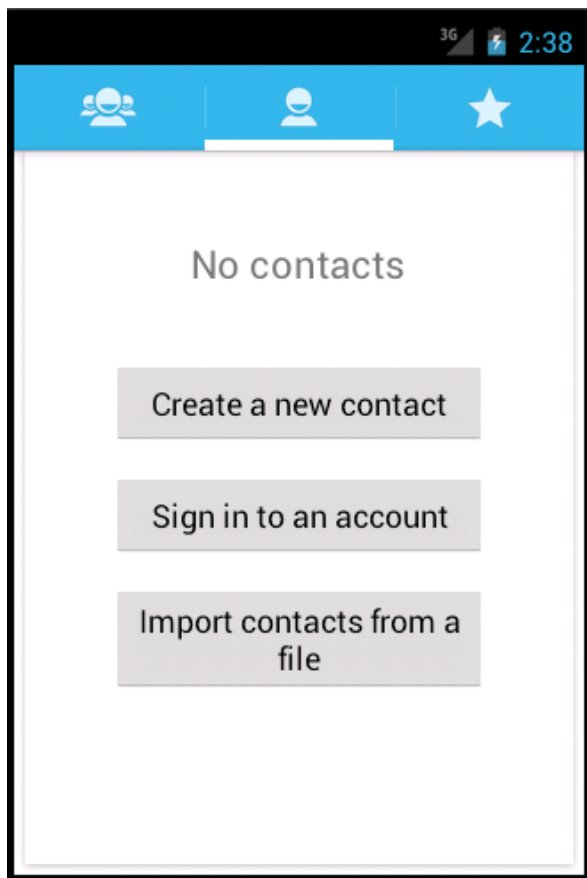 3G 2:38
No contacts
Create a new contact
Sign in to an account
Import contacts from a
file